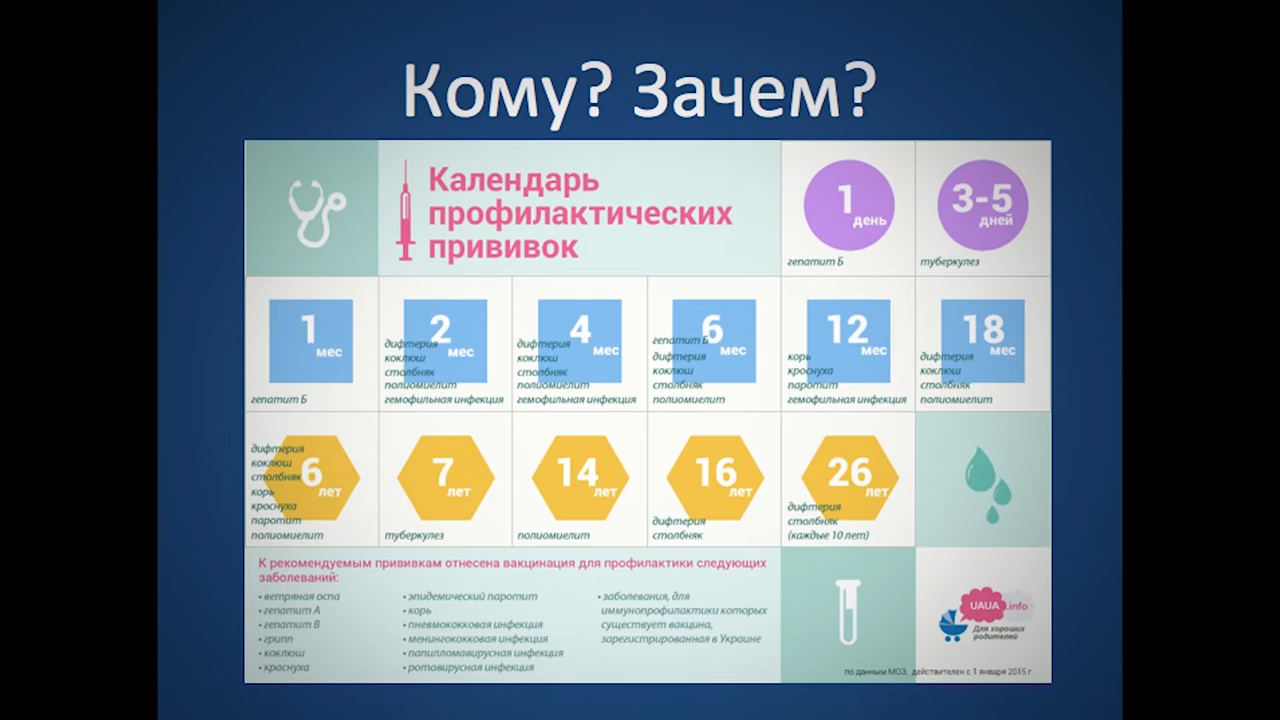 Кому? Зачем?
Календарь
профилактических
прививок
1
день
гепатит Б
3-5
дней
туберкулез
1
мес
гепатит Б
2
мес
дифтерия
коклюш
столбняк
полиомиелит
гемофильная инфекция
4
мес
дифтерия
коклюш
столбняк
полиомиелит
гемофильная инфекция
6
мес
гепатит Б
дифтерия
коклюш
столбняк
полиомиелит
12
мес
корь
кроснуха
паротит
гемофильная инфекция
18
мес
дифтерия
коклюш
столбняк
полиомиелит
6
лет
дифтерия
коклюш
столбняк
корь
кроснуха
паротит
полиомиелит
7
лет
туберкулез
14
лет
полиомиелит
16
лет
дифтерия
столбняк
26
лет
дифтерия
столбняк
(каждые 10 лет)
К рекомендуемым прививкам отнесена вакцинация для профилактики следующих
заболеваний:
• ветряная оспа
• гепатит А
• гепатит В
• грипп
• коклюш
• краснуха
• эпидемический паротит
• корь
• пневмококковая инфекция
• менингококковая инфекция
• папилломавирусная инфекция
• ротавирусная инфекция
• заболевания, для
иммунопрофилактики которых
существует вакцина,
зарегистрированная в Украине
UAUA.info
Для хороших
родителей
по данным МОЗ, действителен с 1 января 2015 г.